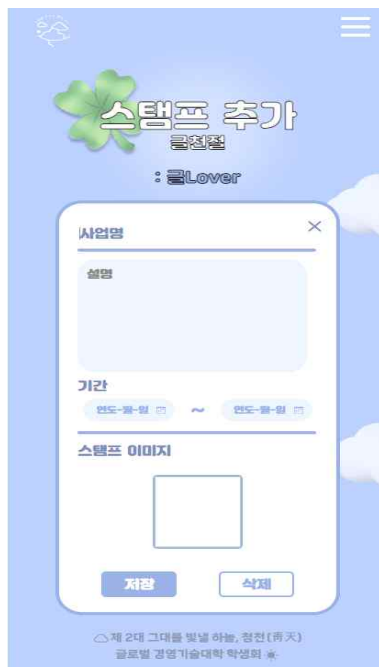 스탬프 추가
글천절
: 글Lover
사업명
설명
기간
연도-월-일 ~ 연도-월-일
스탬프 이미지
저장 삭제
제 2대 그대를 빛낼 하늘, 청천(靑天)
글로벌 경영기술대학 학생회